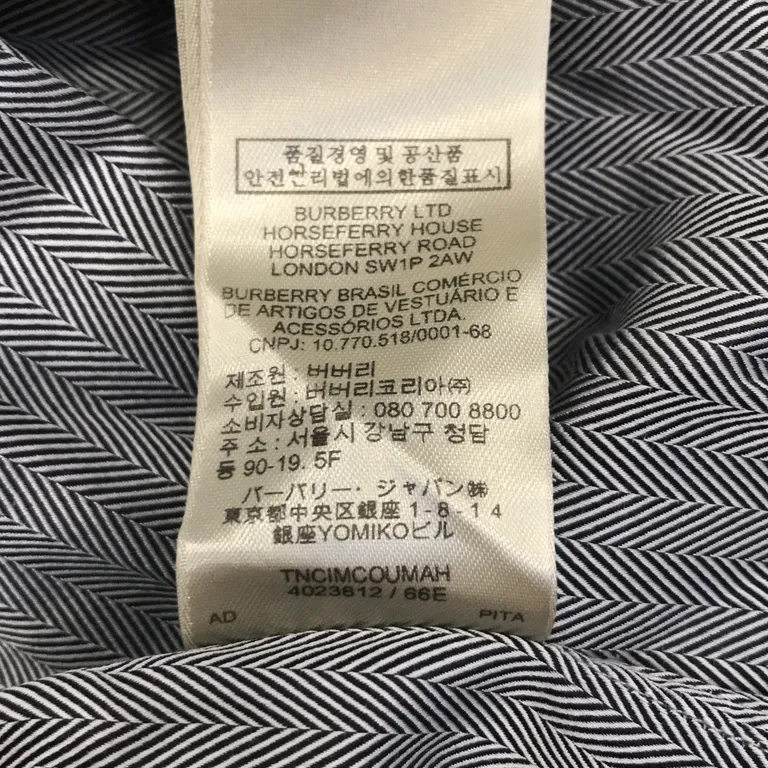 품질경영 및 공산품
안전관리법에의한품질표시
BURBERRY LTD
HORSEFERRY HOUSE
HORSEFERRY ROAD
LONDON SW1P 2AW
BURBERRY BRASIL COMÉRCIO
DE ARTIGOS DE VESTUÁRIO E
ACESSÓRIOS LTDA.
CNPJ: 10.770.518/0001-68
제조원 : 버버리
수입원 : 버버리코리아㈜
소비자상담실 : 080 700 8800
주 소 : 서울시 강남구 청담
동 90-19. 5F
バーバリー・ジャパン㈱
東京都中央区銀座 1-8-14
銀座YOMIKOビル
TNCIMCOUMAH
4023812 / 66E
AD PITA